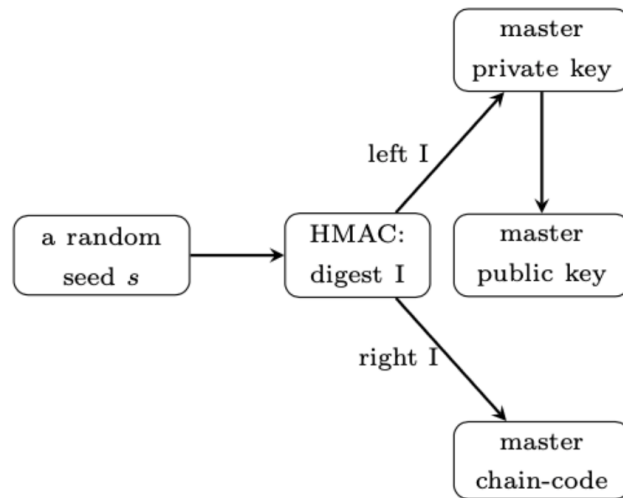 master
private key
left I
a random
seed s
HMAC:
digest I
master
public key
right I
master
chain-code